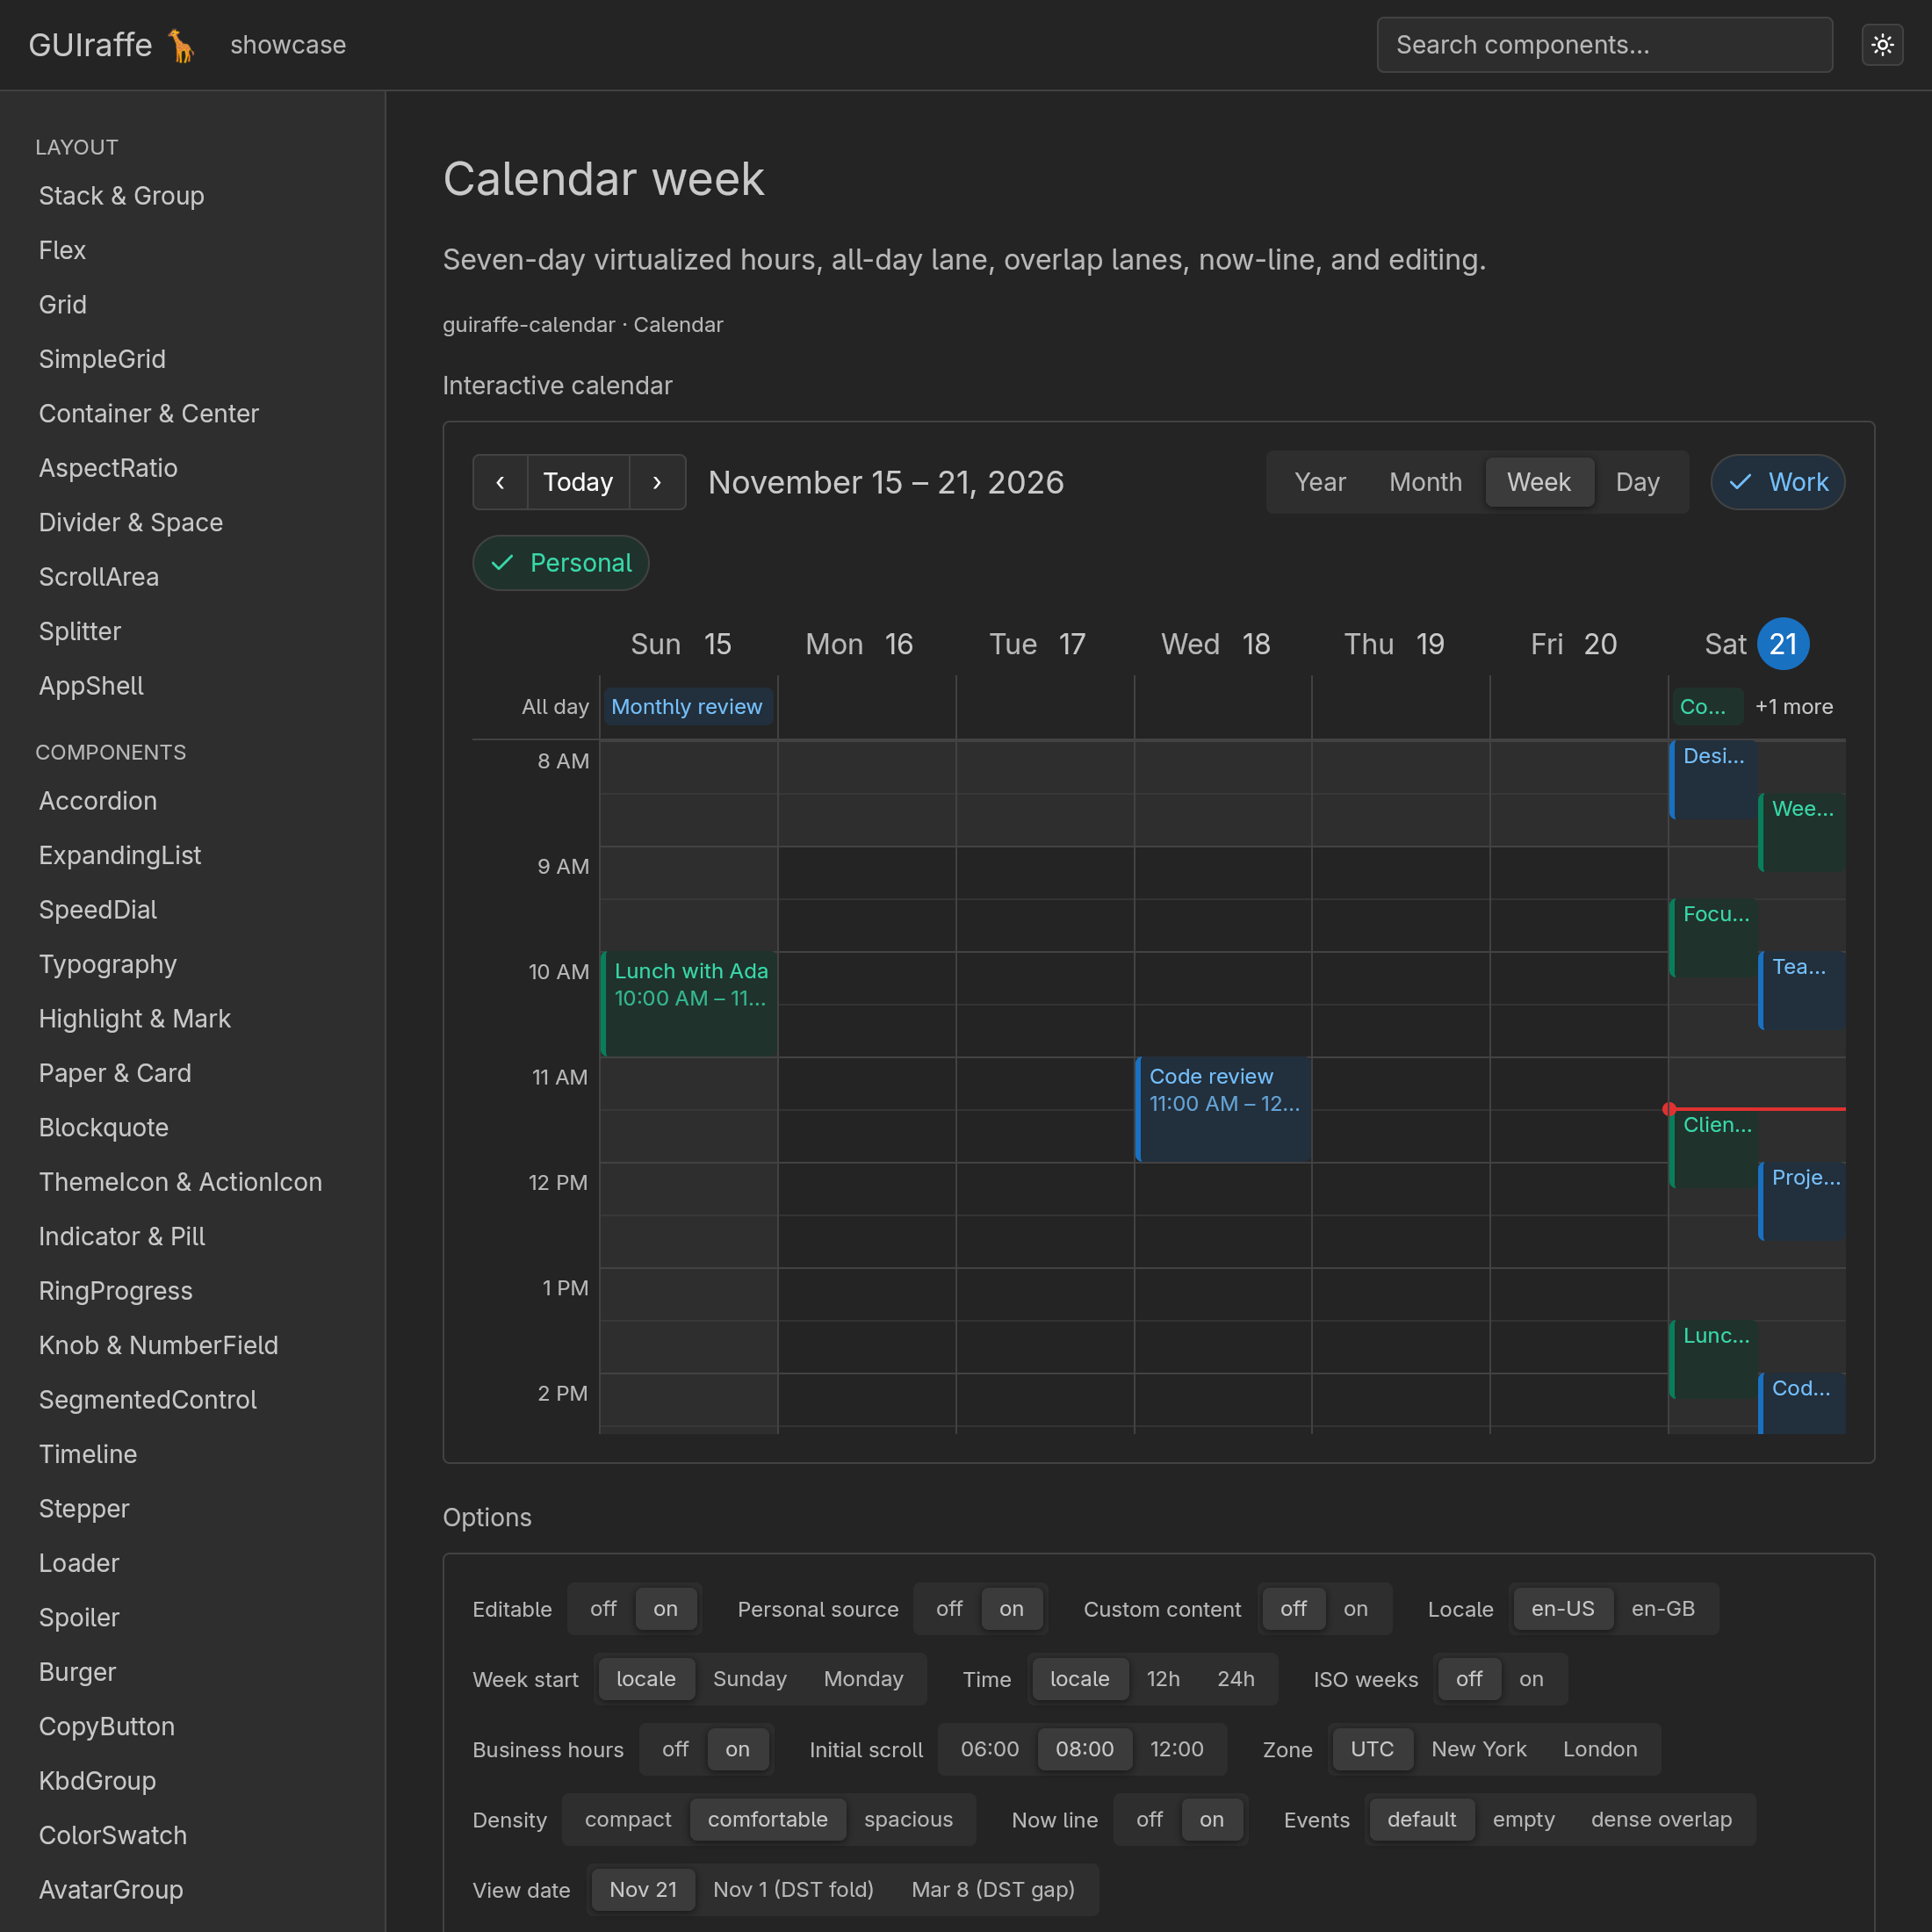 GUIraffe 🦒 showcase Search components...
LAYOUT
Stack & Group
Flex
Grid
SimpleGrid
Container & Center
AspectRatio
Divider & Space
ScrollArea
Splitter
AppShell
COMPONENTS
Accordion
ExpandingList
SpeedDial
Typography
Highlight & Mark
Paper & Card
Blockquote
ThemeIcon & ActionIcon
Indicator & Pill
RingProgress
Knob & NumberField
SegmentedControl
Timeline
Stepper
Loader
Spoiler
Burger
CopyButton
KbdGroup
ColorSwatch
AvatarGroup
Calendar week
Seven-day virtualized hours, all-day lane, overlap lanes, now-line, and editing.
guiraffe-calendar · Calendar
Interactive calendar
‹ Today › November 15 – 21, 2026 Year Month Week Day Work
Personal
Sun 15 Mon 16 Tue 17 Wed 18 Thu 19 Fri 20 Sat 21
All day Monthly review Co... +1 more
8 AM Desi...
Wee...
9 AM
Focu...
10 AM Lunch with Ada Tea...
10:00 AM – 11...
11 AM Code review
11:00 AM – 12...
Clien...
12 PM Proje...
1 PM
Lunc...
2 PM Cod...
Options
Editable off on Personal source off on Custom content off on Locale en-US en-GB
Week start locale Sunday Monday Time locale 12h 24h ISO weeks off on
Business hours off on Initial scroll 06:00 08:00 12:00 Zone UTC New York London
Density compact comfortable spacious Now line off on Events default empty dense overlap
View date Nov 21 Nov 1 (DST fold) Mar 8 (DST gap)